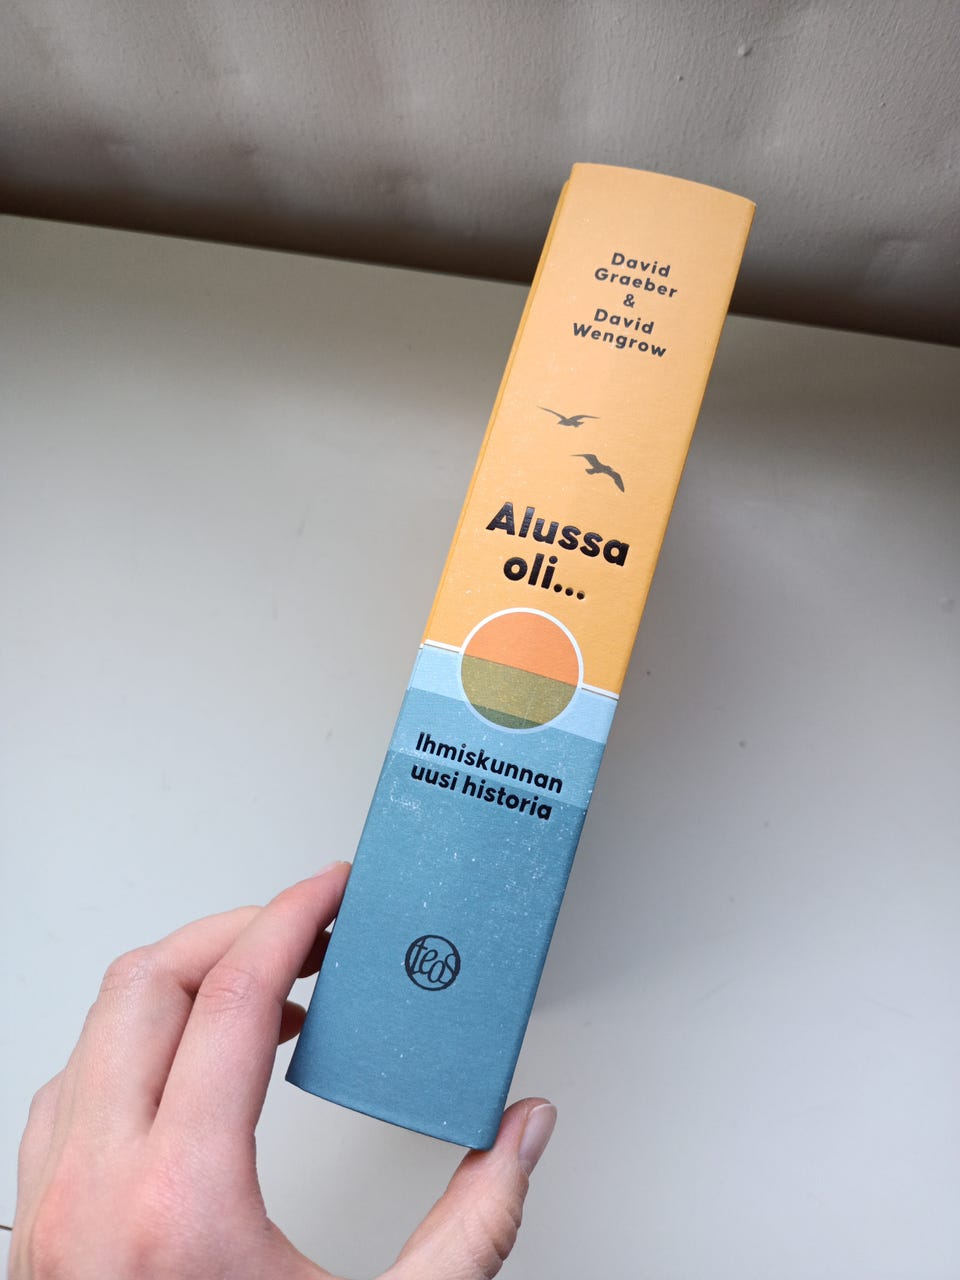 David
Graeber
&
David
Wengrow
Alussa
oli...
Ihmiskunnan
uusi historia
teos